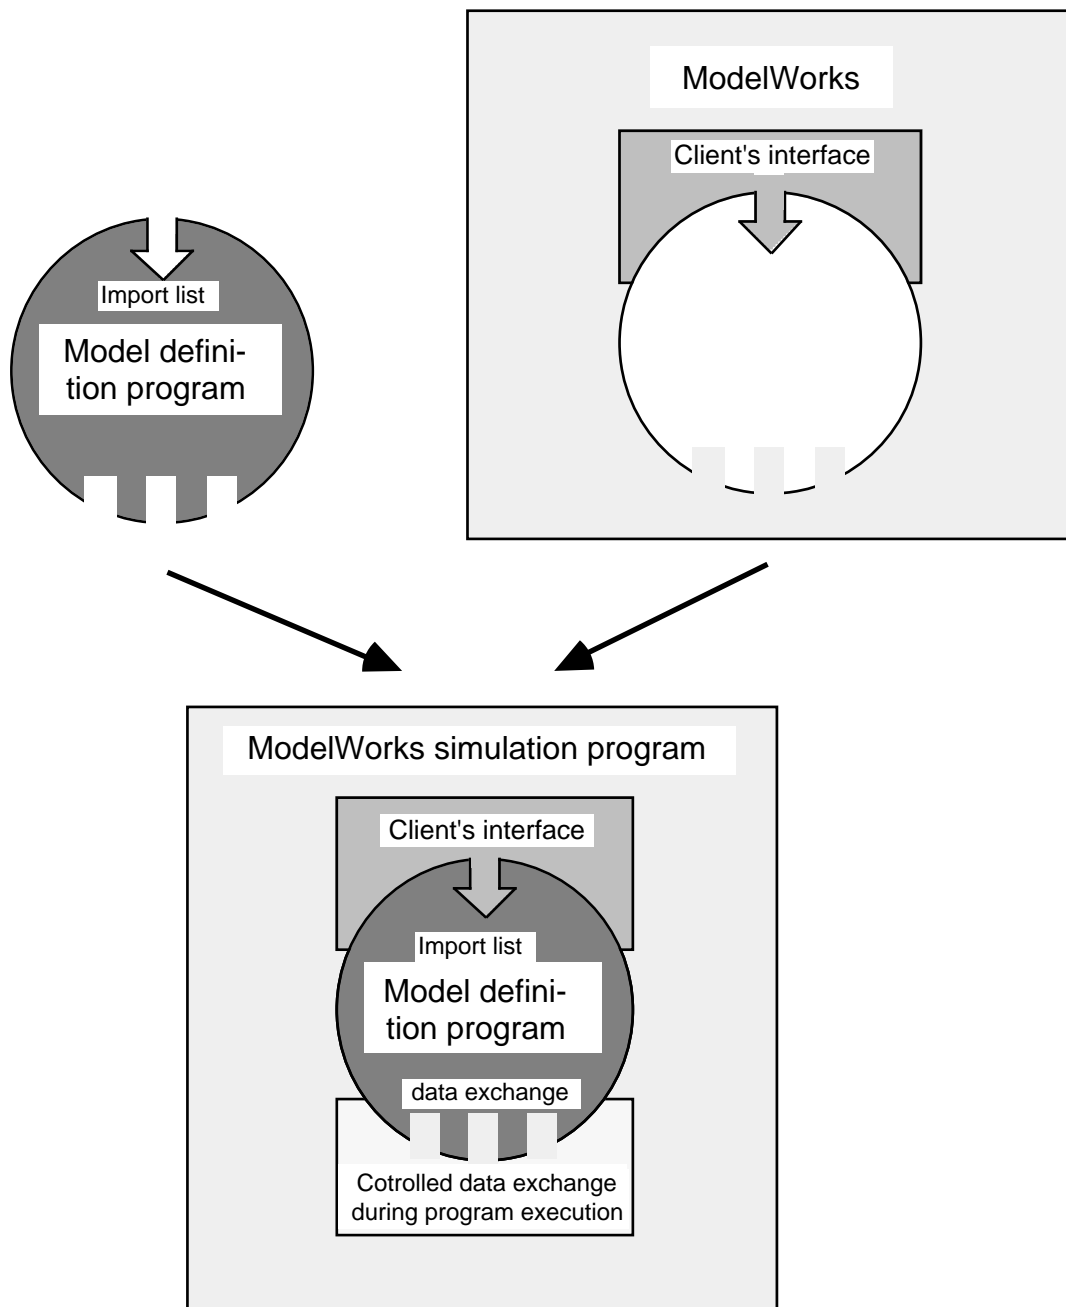 ModelWorks
Client's interface
Import list
Model defini-
tion program
ModelWorks simulation program
Client's interface
Import list
Model defini-
tion program
data exchange
Cotrolled data exchange
during program execution